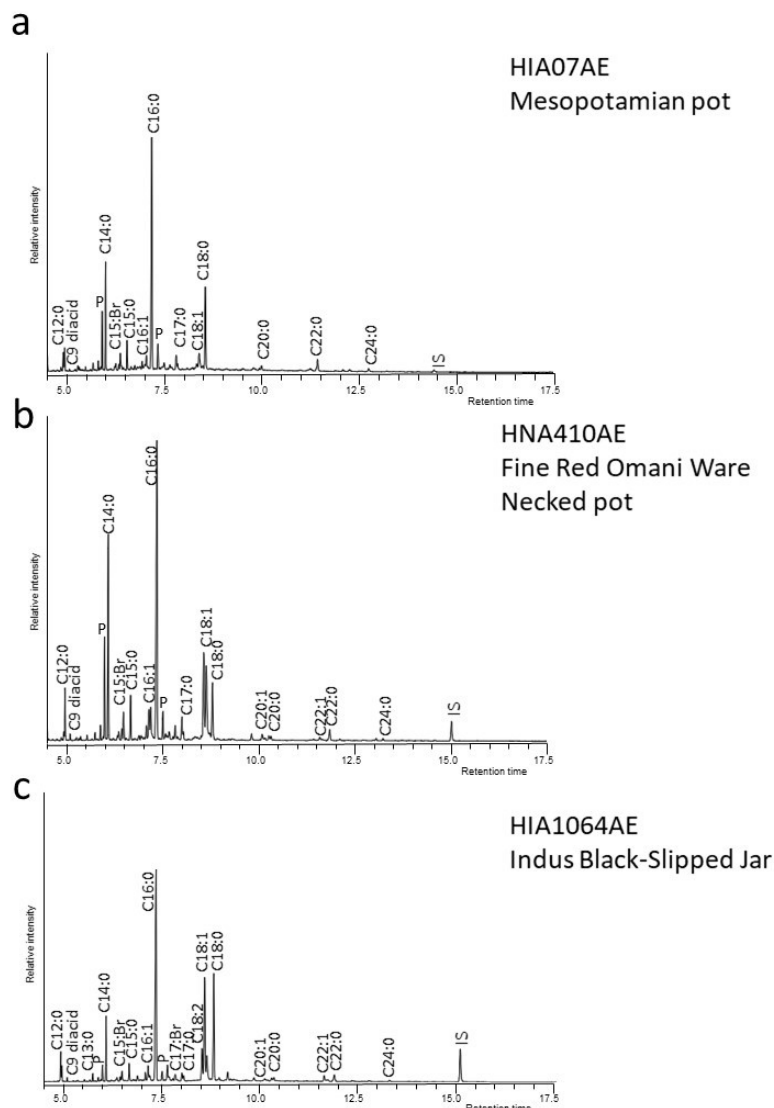 a
HIA07AE
Mesopotamian pot
Relative intensity
C12:0
C9 diacid
P
C14:0
C15:Br
C15:0
C16:1
C16:0
P
C17:0
C18:1
C18:0
C20:0
C22:0
C24:0
IS
5.0 7.5 10.0 12.5 15.0 17.5
Retention time
b
HNA410AE
Fine Red Omani Ware
Necked pot
Relative intensity
C12:0
C9 diacid
P
C14:0
C15:Br
C15:0
C16:1
C16:0
P
C17:0
C18:1
C18:0
C20:1
C20:0
C22:1
C22:0
C24:0
IS
5.0 7.5 10.0 12.5 15.0 17.5
Retention time
c
HIA1064AE
Indus Black-Slipped Jar
Relative intensity
C12:0
C9 diacid
C13:0
P
C14:0
C15:Br
C15:0
C16:1
C16:0
P
C17:Br
C17:0
C18:2
C18:1
C18:0
C20:1
C20:0
C22:1
C22:0
C24:0
IS
5.0 7.5 10.0 12.5 15.0 17.5
Retention time